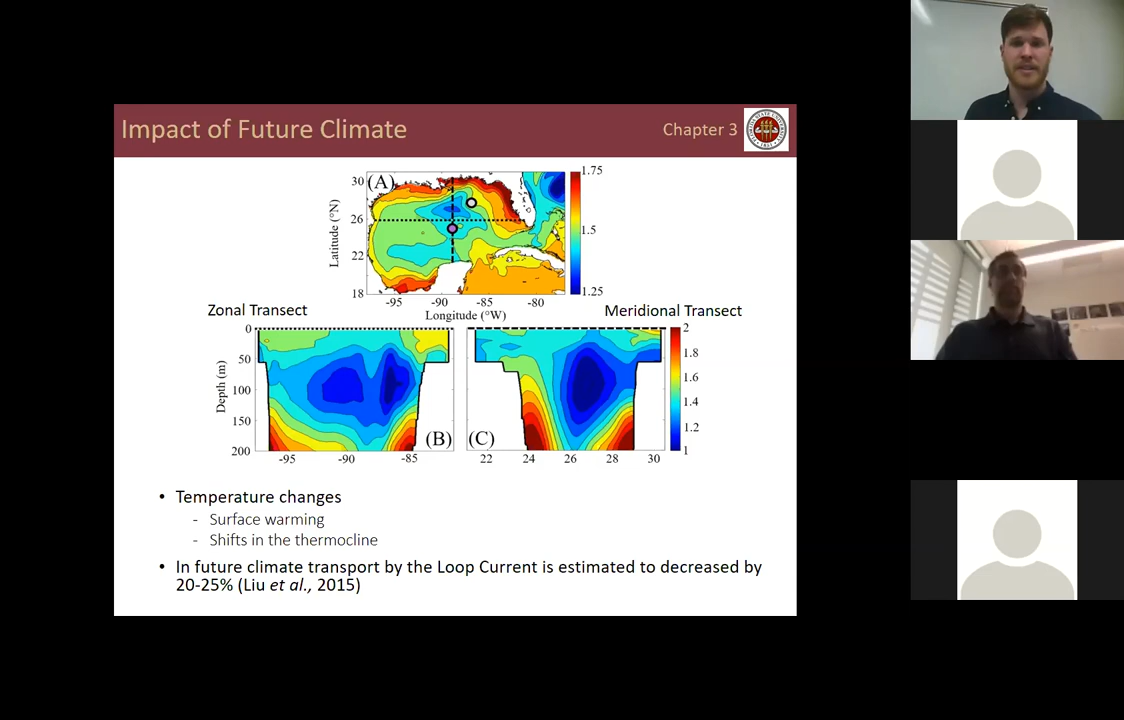 Impact of Future Climate
Chapter 3
(A)
30
26
22
18
Latitude (°N)
-95 -90 -85 -80
Longitude (°W)
1.75
1.5
1.25
Zonal Transect
Meridional Transect
0
50
100
150
200
Depth (m)
(B)
-95 -90 -85
(C)
22 24 26 28 30
2
1.8
1.6
1.4
1.2
1
• Temperature changes
- Surface warming
- Shifts in the thermocline
• In future climate transport by the Loop Current is estimated to decreased by
20-25% (Liu et al., 2015)